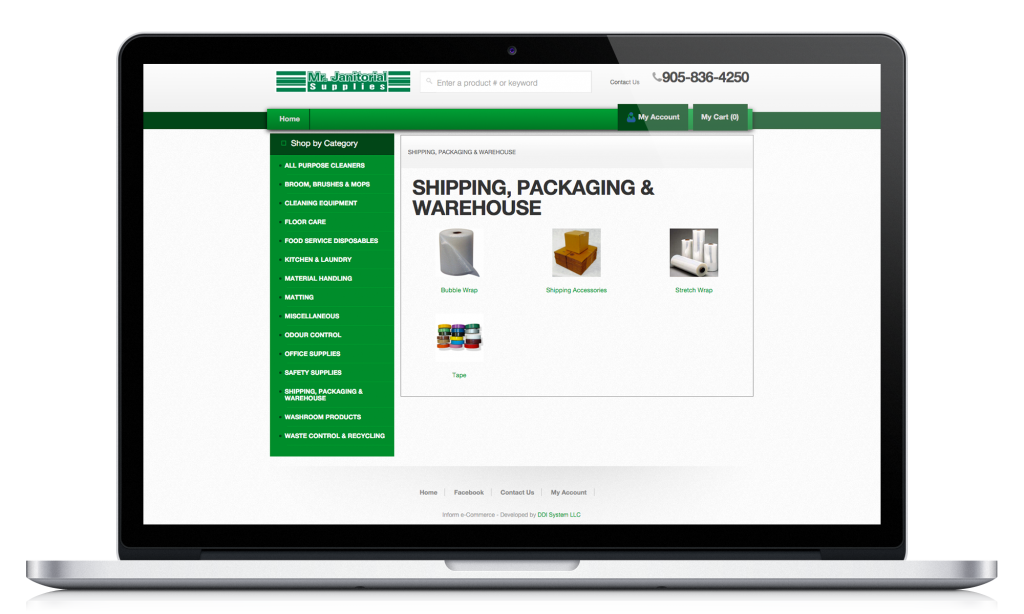 Mr. Janitorial
Supplies
Enter a product # or keyword
Contact Us
905-836-4250
Home
My Account
My Cart (0)
Shop by Category
ALL PURPOSE CLEANERS
BROOM, BRUSHES & MOPS
CLEANING EQUIPMENT
FLOOR CARE
FOOD SERVICE DISPOSABLES
KITCHEN & LAUNDRY
MATERIAL HANDLING
MATTING
MISCELLANEOUS
ODOUR CONTROL
OFFICE SUPPLIES
SAFETY SUPPLIES
SHIPPING, PACKAGING &
WAREHOUSE
WASHROOM PRODUCTS
WASTE CONTROL & RECYCLING
SHIPPING, PACKAGING & WAREHOUSE
SHIPPING, PACKAGING &
WAREHOUSE
Bubble Wrap
Shipping Accessories
Stretch Wrap
Tape
Home
Facebook
Contact Us
My Account
Inform e-Commerce - Developed by DDI System LLC